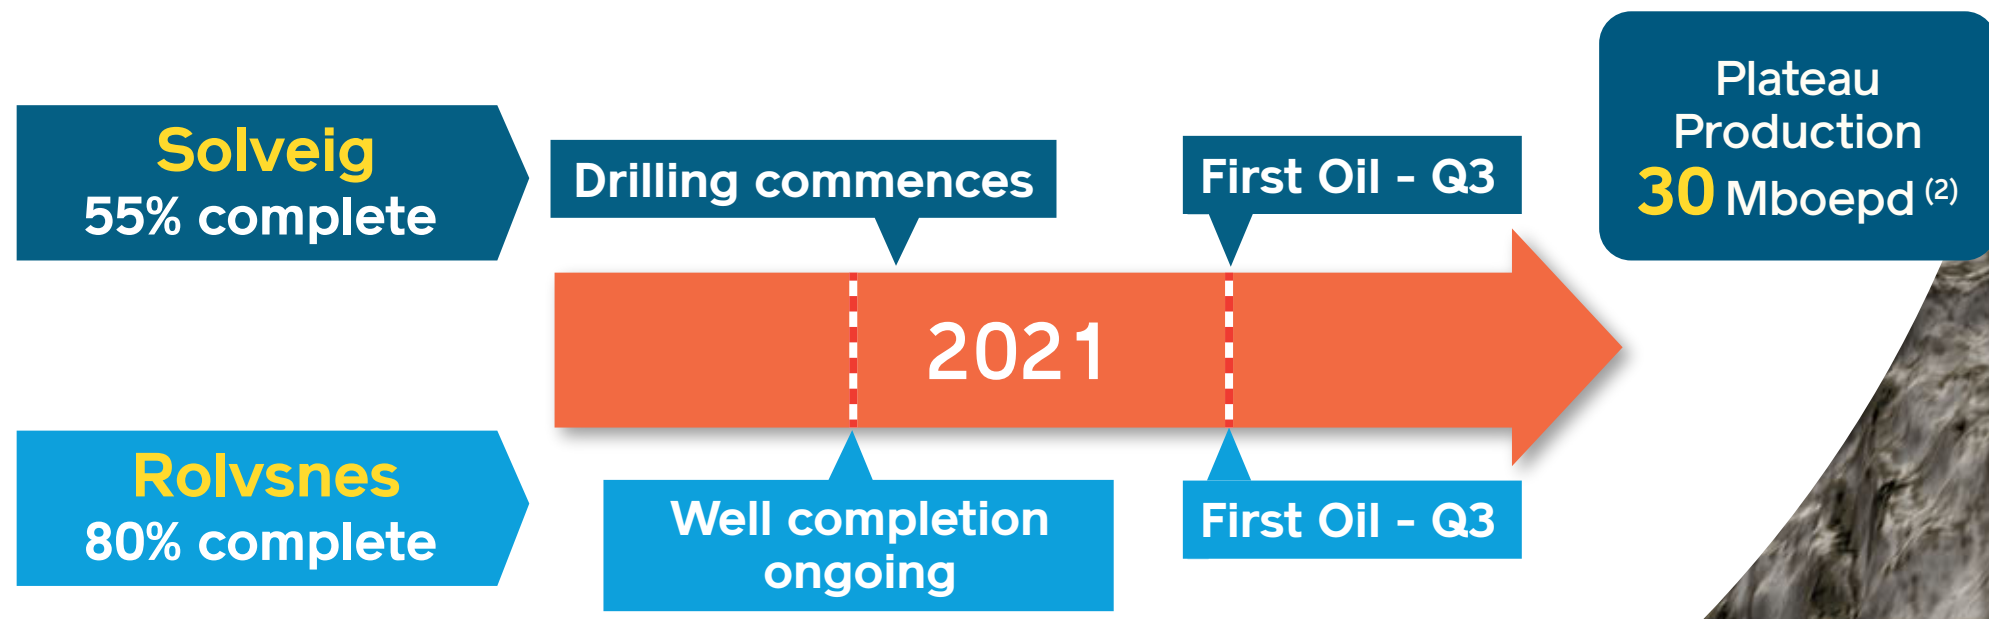 Solveig
55% complete
Drilling commences
First Oil - Q3
Plateau
Production
30 Mboepd (2)
2021
Rolvsnes
80% complete
Well completion
ongoing
First Oil - Q3